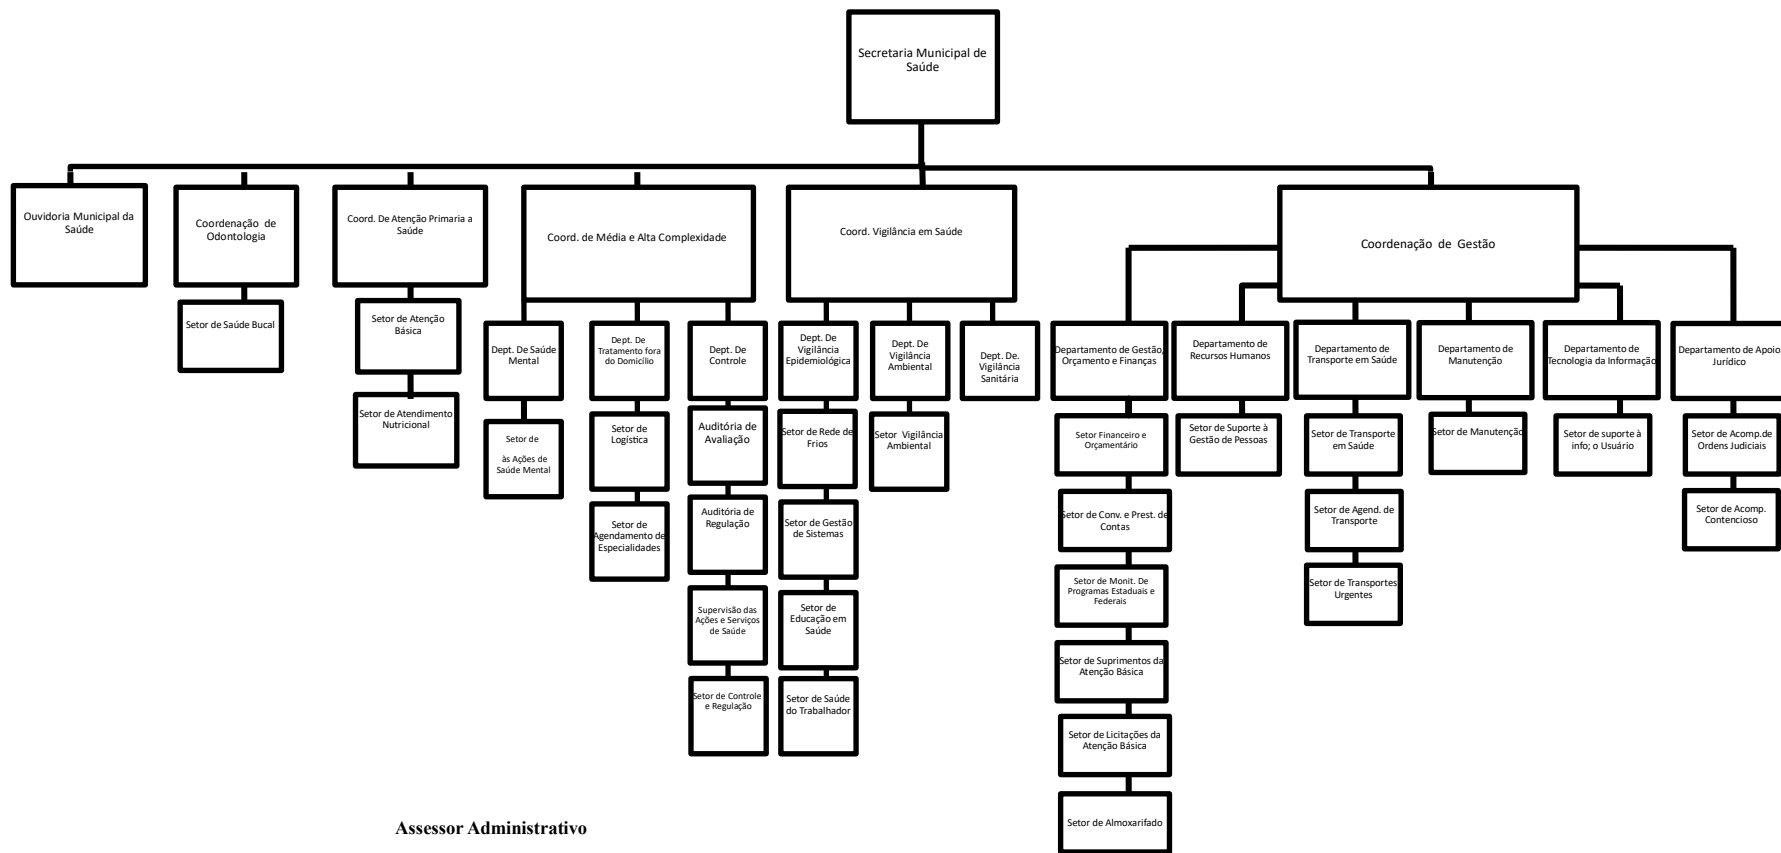 Secretaria Municipal de
Saúde
Ouvidoria Municipal da
Saúde
Coordenação de
Odontologia
Coord. De Atenção Primaria a
Saúde
Coord. de Média e Alta Complexidade
Coord. Vigilância em Saúde
Coordenação de Gestão
Setor de Saúde Bucal
Setor de Atenção
Básica
Setor de Atendimento
Nutricional
Dept. De Saúde
Mental
Setor de
às Ações de
Saúde Mental
Dept. De
Tratamento fora
do Domicílio
Setor de
Logística
Setor de
Agendamento de
Especialidades
Dept. De
Controle
Auditória de
Avaliação
Auditória de
Regulação
Supervisão das
Ações e Serviços
de Saúde
Setor de Controle
e Regulação
Dept. De
Vigilância
Epidemiológica
Setor de Rede de
Frios
Setor de Gestão
de Sistemas
Setor de
Educação em
Saúde
Setor de Saúde
do Trabalhador
Dept. De
Vigilância
Ambiental
Setor Vigilância
Ambiental
Dept. De.
Vigilância
Sanitária
Departamento de Gestão,
Orçamento e Finanças
Setor Financeiro e
Orçamentário
Setor de Conv. e Prest. de
Contas
Setor de Monit. De
Programas Estaduais e
Federais
Setor de Suprimentos da
Atenção Básica
Setor de Licitações da
Atenção Básica
Setor de Almoxarifado
Departamento de
Recursos Humanos
Setor de Suporte à
Gestão de Pessoas
Departamento de
Transporte em Saúde
Setor de Transporte
em Saúde
Setor de Agend. de
Transporte
Setor de Transportes
Urgentes
Departamento de
Manutenção
Setor de Manutenção
Departamento de
Tecnologia da Informação
Setor de suporte à
info; o Usuário
Departamento de Apoio
Jurídico
Setor de Acomp.de
Ordens Judiciais
Setor de Acomp.
Contencioso
Assessor Administrativo